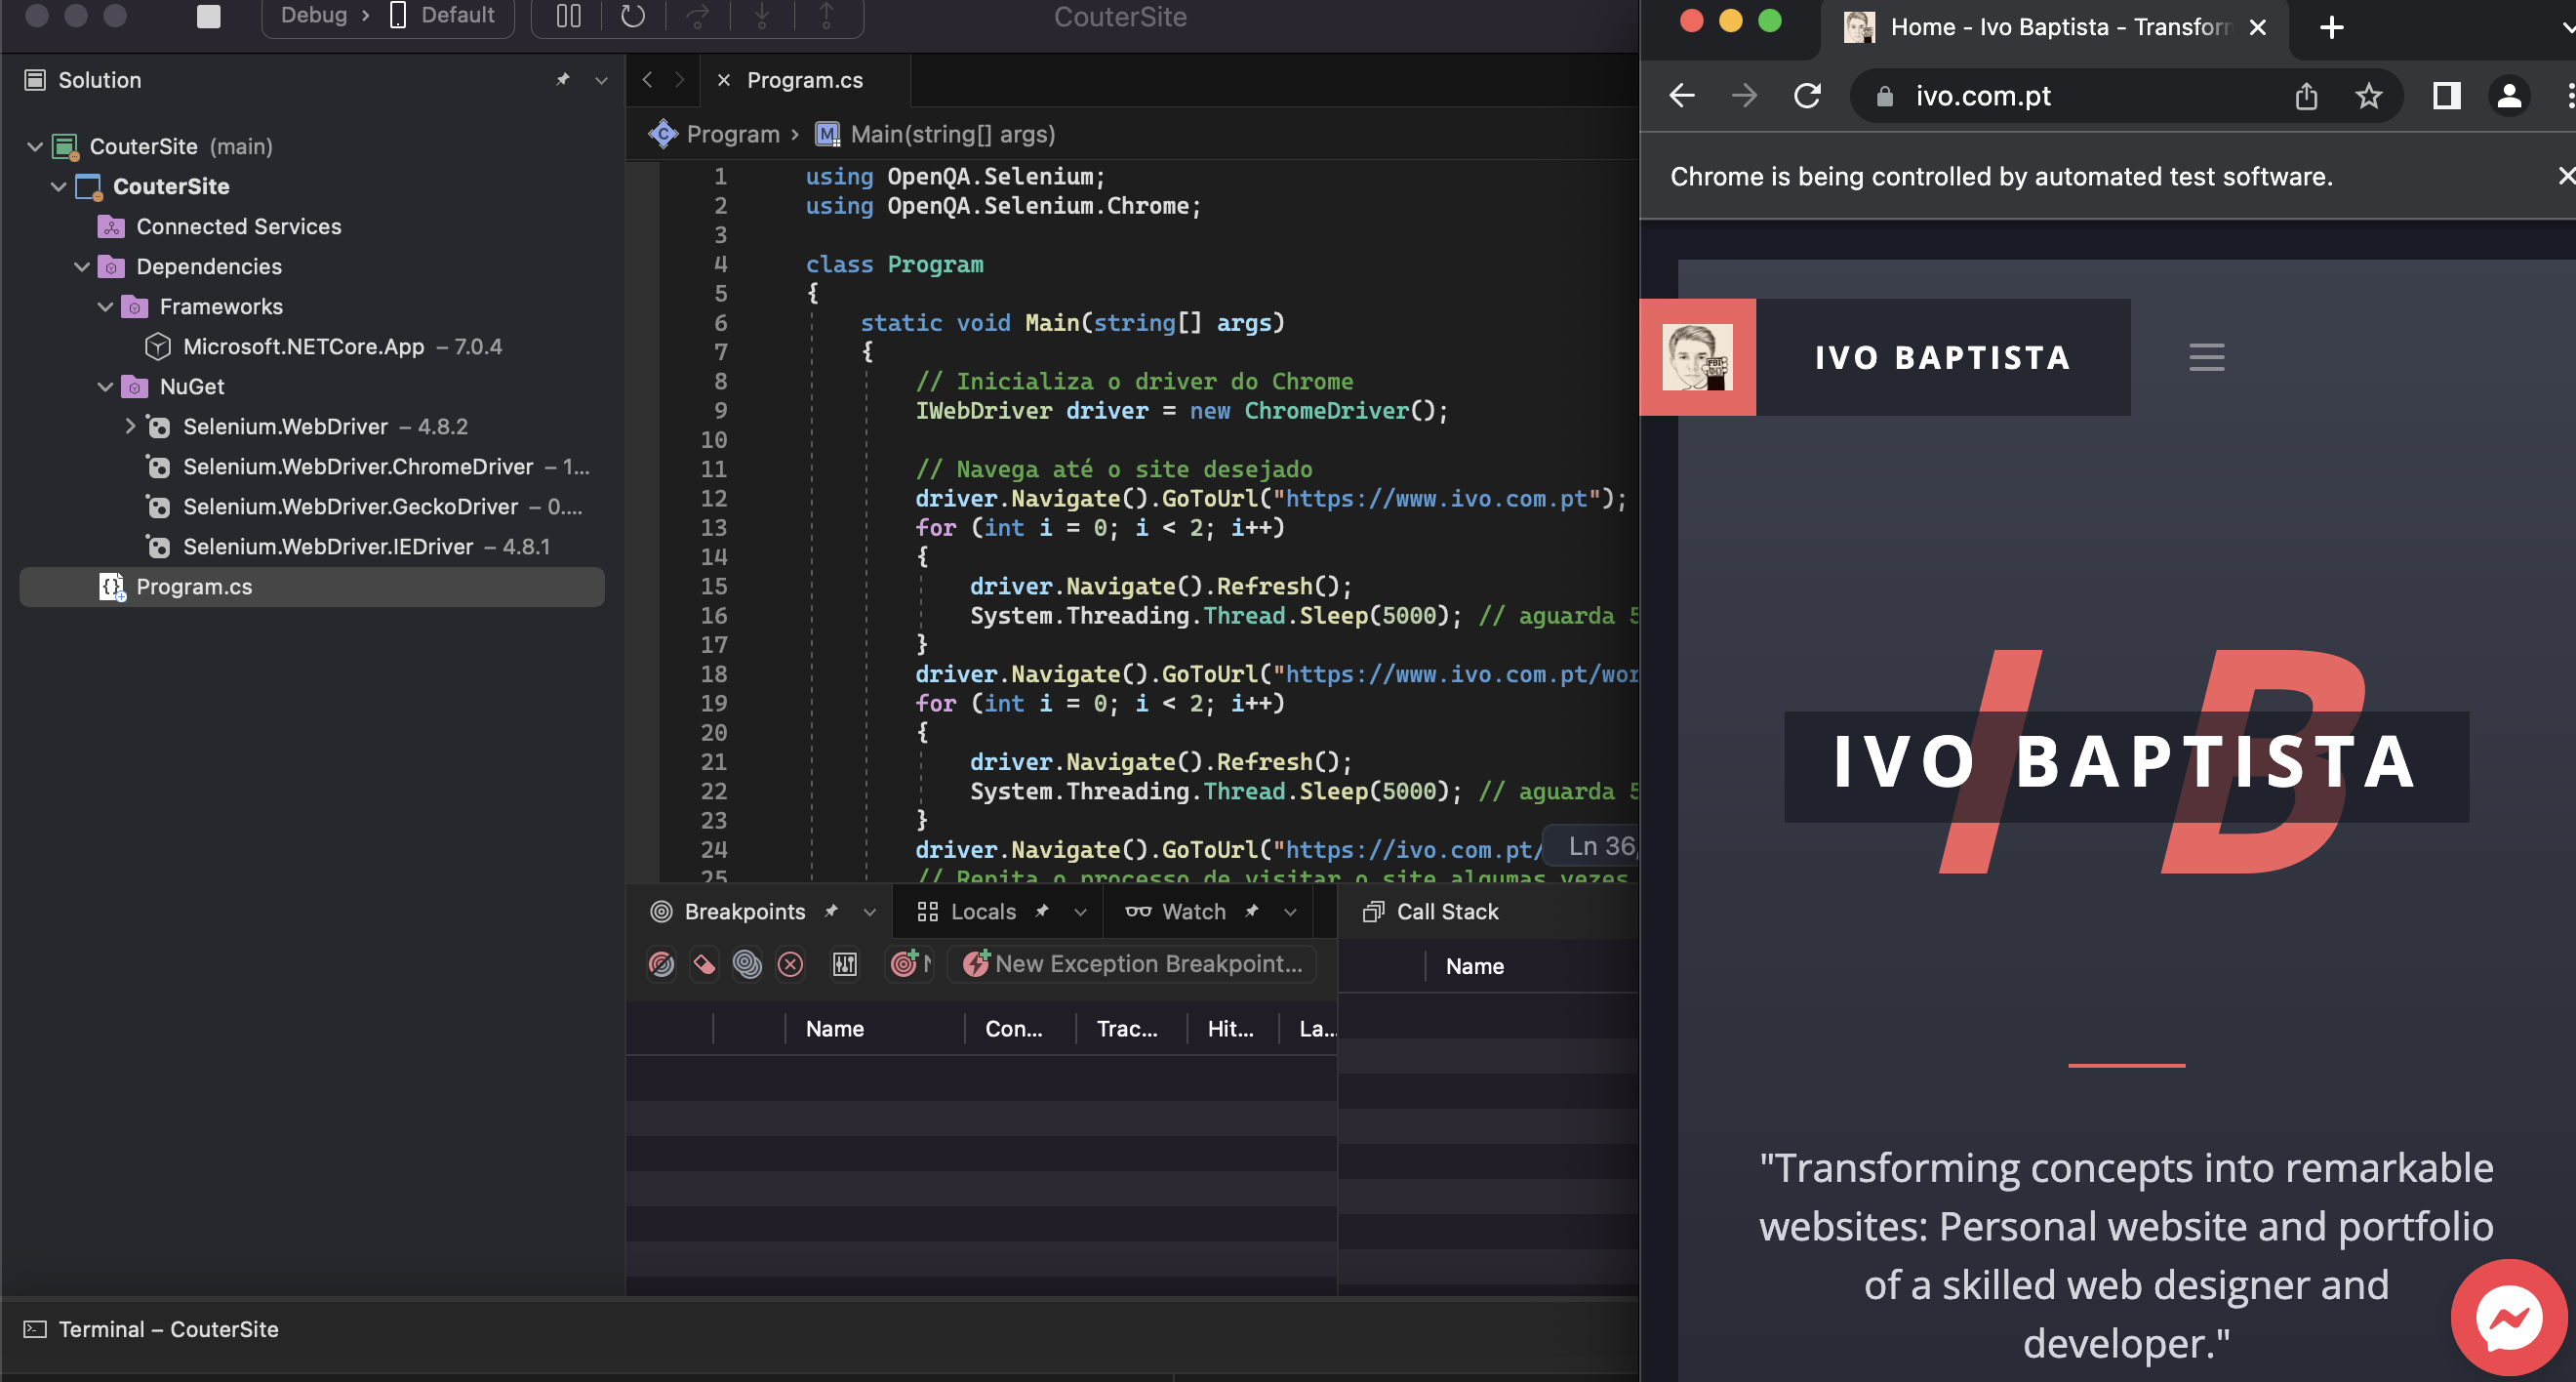 Debug › Default
CouterSite
Solution
CouterSite (main)
CouterSite
Connected Services
Dependencies
Frameworks
Microsoft.NETCore.App – 7.0.4
NuGet
Selenium.WebDriver – 4.8.2
Selenium.WebDriver.ChromeDriver – 1...
Selenium.WebDriver.GeckoDriver – 0....
Selenium.WebDriver.IEDriver – 4.8.1
Program.cs
Program.cs
Program › Main(string[] args)
1 using OpenQA.Selenium;
2 using OpenQA.Selenium.Chrome;
3
4 class Program
5 {
6 static void Main(string[] args)
7 {
8 // Inicializa o driver do Chrome
9 IWebDriver driver = new ChromeDriver();
10
11 // Navega até o site desejado
12 driver.Navigate().GoToUrl("https://www.ivo.com.pt");
13 for (int i = 0; i < 2; i++)
14 {
15 driver.Navigate().Refresh();
16 System.Threading.Thread.Sleep(5000); // aguarda 5
17 }
18 driver.Navigate().GoToUrl("https://www.ivo.com.pt/wor
19 for (int i = 0; i < 2; i++)
20 {
21 driver.Navigate().Refresh();
22 System.Threading.Thread.Sleep(5000); // aguarda 5
23 }
24 driver.Navigate().GoToUrl("https://ivo.com.pt/
25 // Repita o processo de visitar o site algumas vezes
Ln 36,
Breakpoints
Locals
Watch
Call Stack
New Exception Breakpoint...
Name
Name Con... Trac... Hit... La...
Terminal – CouterSite
Home - Ivo Baptista - Transform
ivo.com.pt
Chrome is being controlled by automated test software.
IVO BAPTISTA
I B
IVO BAPTISTA
"Transforming concepts into remarkable
websites: Personal website and portfolio
of a skilled web designer and
developer."